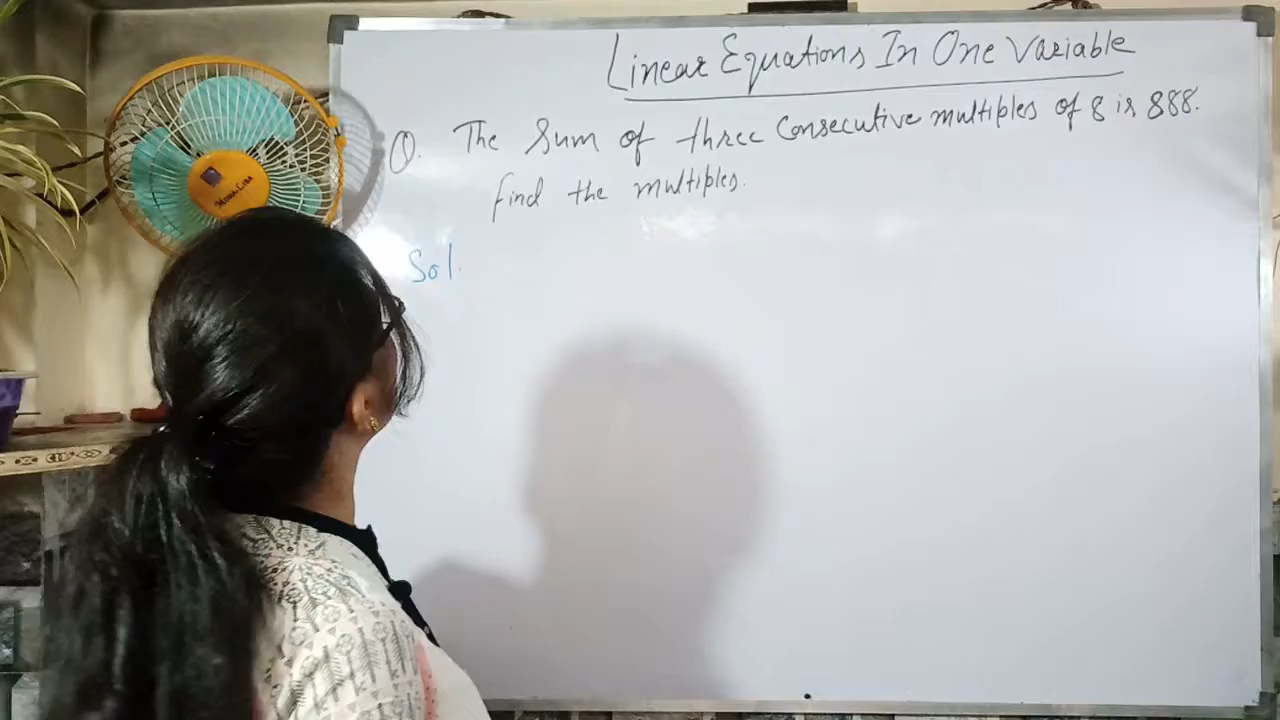 Linear Equations In One Variable
Q. The Sum of three Consecutive multiples of 8 is 888.
find the multiples.
Sol.